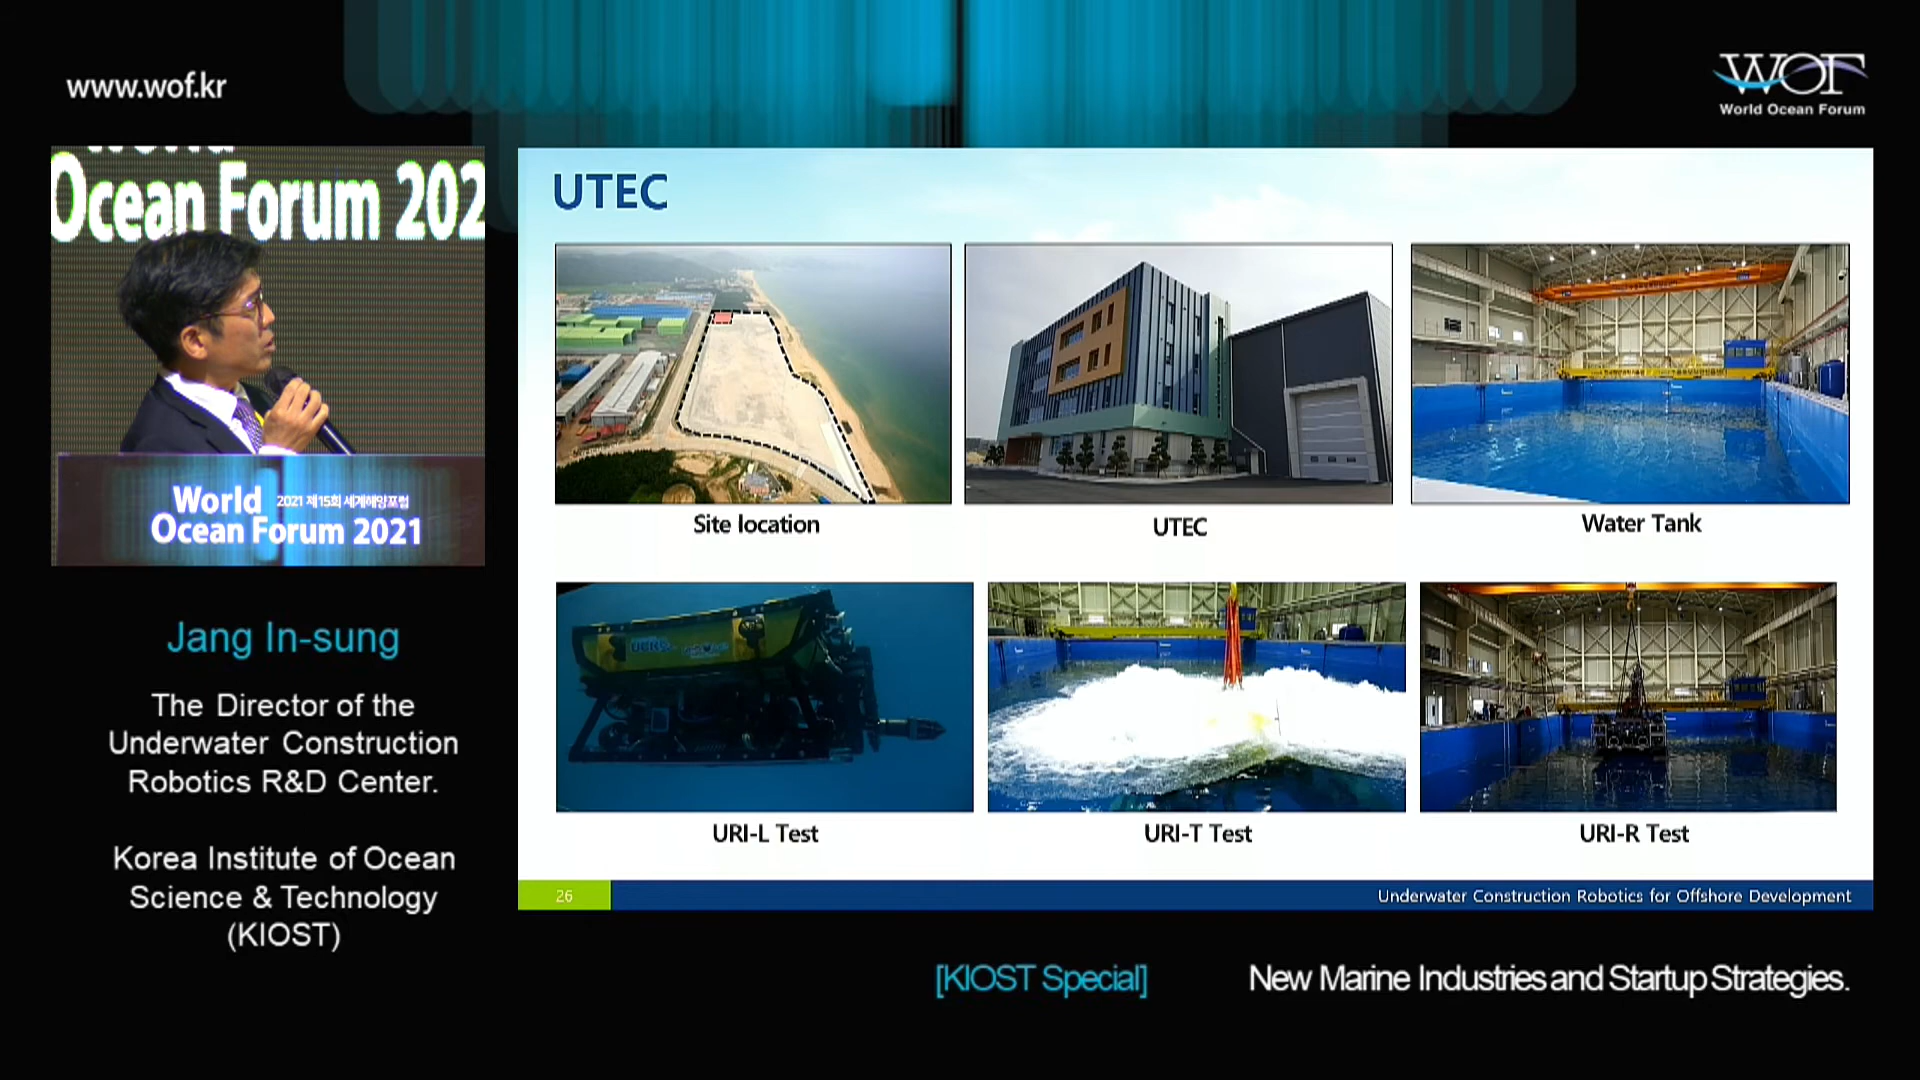 www.wof.kr
WOF
World Ocean Forum
Ocean Forum 202
World 2021 제15회 세계해양포럼
Ocean Forum 2021
Jang In-sung
The Director of the
Underwater Construction
Robotics R&D Center.
Korea Institute of Ocean
Science & Technology
(KIOST)
UTEC
Site location
UTEC
Water Tank
URI-L Test
URI-T Test
URI-R Test
26
Underwater Construction Robotics for Offshore Development
[KIOST Special]
New Marine Industries and Startup Strategies.